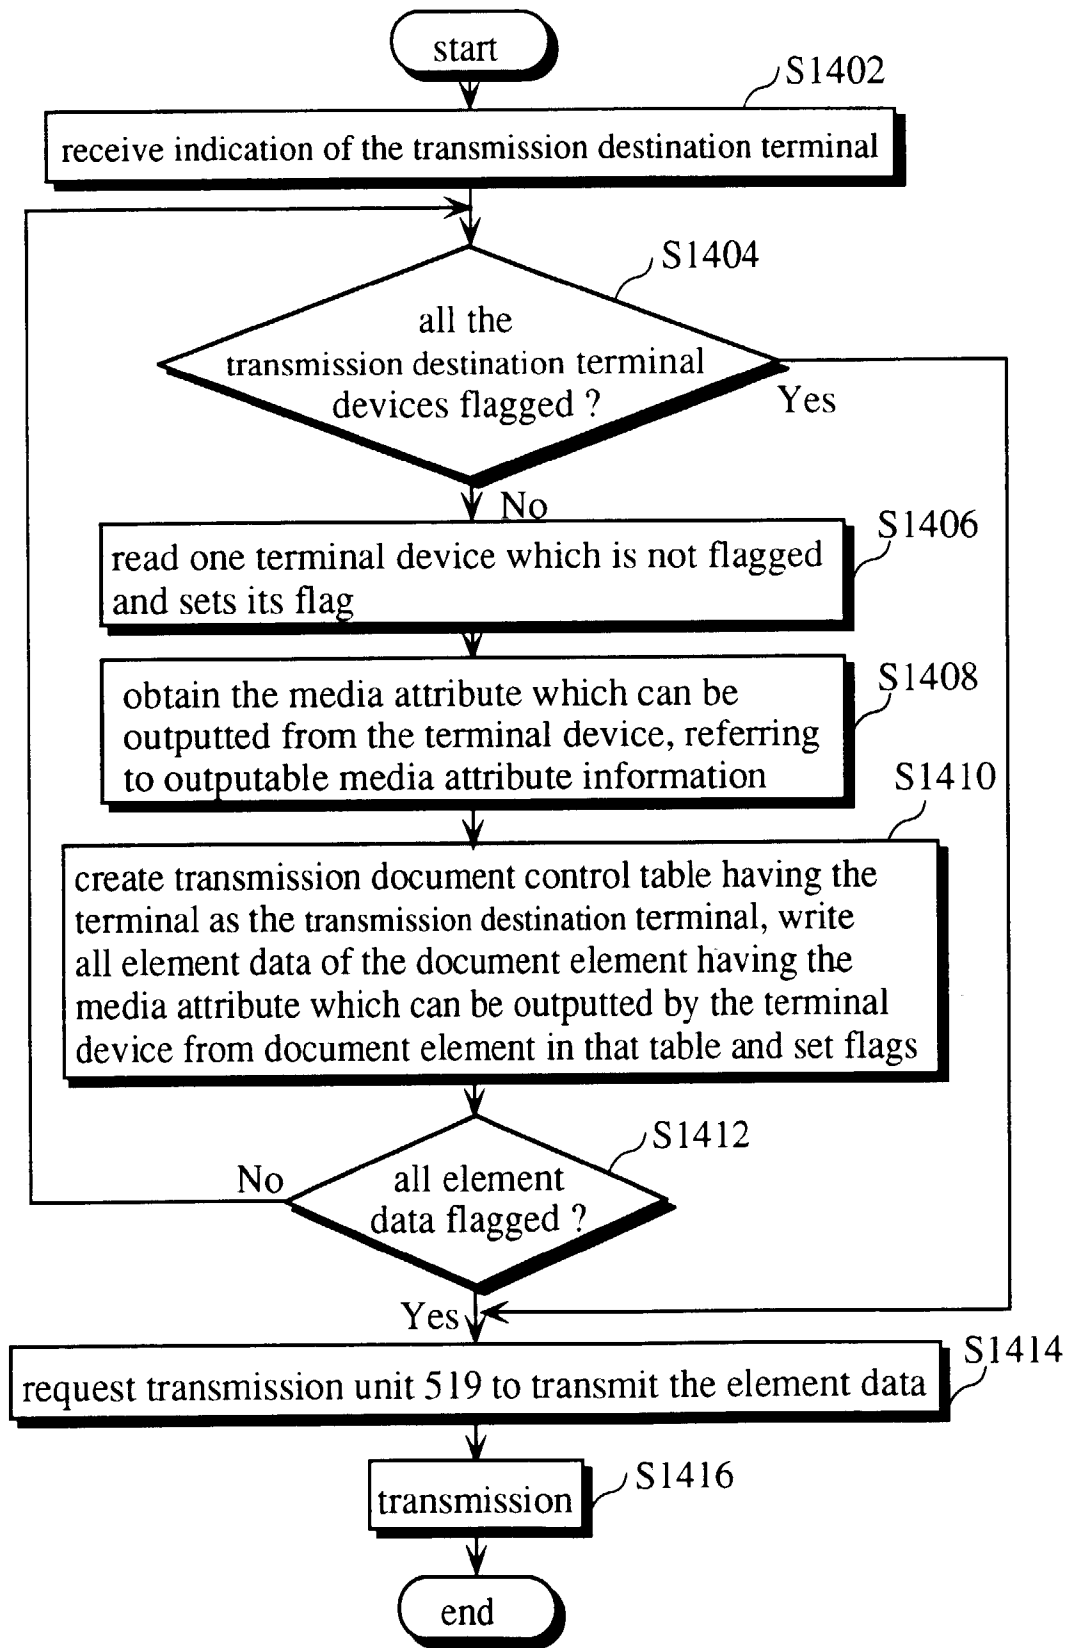 start
S1402
receive indication of the transmission destination terminal
S1404
all the
transmission destination terminal
devices flagged ?
Yes
No
S1406
read one terminal device which is not flagged
and sets its flag
S1408
obtain the media attribute which can be
outputted from the terminal device, referring
to outputable media attribute information
S1410
create transmission document control table having the
terminal as the transmission destination terminal, write
all element data of the document element having the
media attribute which can be outputted by the terminal
device from document element in that table and set flags
S1412
No
all element
data flagged ?
Yes
S1414
request transmission unit 519 to transmit the element data
S1416
transmission
end